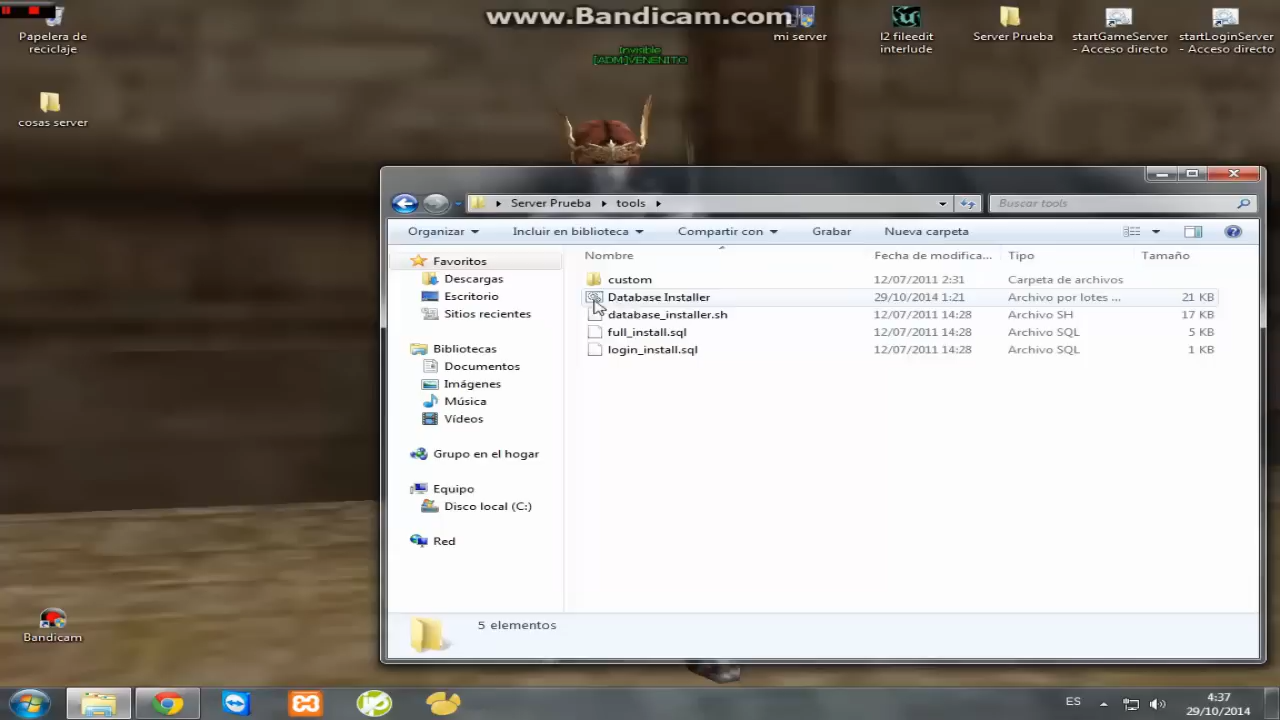 www.Bandicam.com
Papelera de
reciclaje
mi server
l2 fileedit
interlude
Server Prueba
startGameServer
- Acceso directo
startLoginServer
- Acceso directo
Invisible
[ADM]VENENITO
cosas server
Server Prueba
tools
Buscar tools
Organizar
Incluir en biblioteca
Compartir con
Grabar
Nueva carpeta
Nombre
Fecha de modifica...
Tipo
Tamaño
Favoritos
Descargas
Escritorio
Sitios recientes
Bibliotecas
Documentos
Imágenes
Música
Vídeos
Grupo en el hogar
Equipo
Disco local (C:)
Red
custom 12/07/2011 2:31 Carpeta de archivos
Database Installer 29/10/2014 1:21 Archivo por lotes ... 21 KB
database_installer.sh 12/07/2011 14:28 Archivo SH 17 KB
full_install.sql 12/07/2011 14:28 Archivo SQL 5 KB
login_install.sql 12/07/2011 14:28 Archivo SQL 1 KB
5 elementos
Bandicam
ES
4:37
29/10/2014